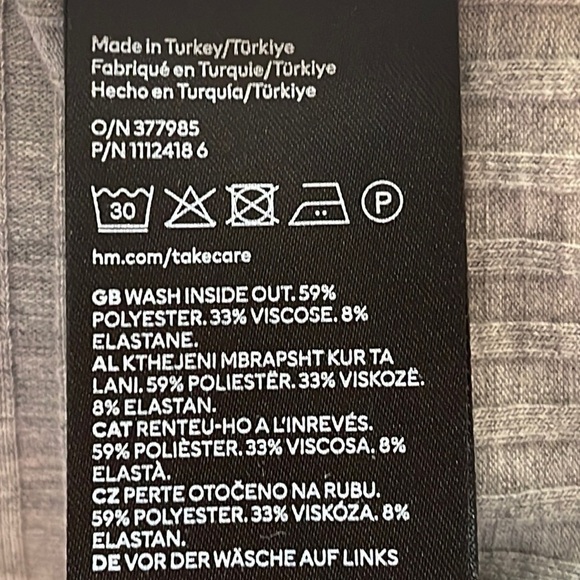 Made in Turkey/Türkiye
Fabriqué en Turquie/Türkiye
Hecho en Turquía/Türkiye
O/N 377985
P/N 1112418 6
30
P
hm.com/takecare
GB WASH INSIDE OUT. 59%
POLYESTER. 33% VISCOSE. 8%
ELASTANE.
AL KTHEJENI MBRAPSHT KUR TA
LANI. 59% POLIESTËR. 33% VISKOZË.
8% ELASTAN.
CAT RENTEU-HO A L'INREVÉS.
59% POLIÈSTER. 33% VISCOSA. 8%
ELASTÀ.
CZ PERTE OTOČENO NA RUBU.
59% POLYESTER. 33% VISKÓZA. 8%
ELASTAN.
DE VOR DER WÄSCHE AUF LINKS